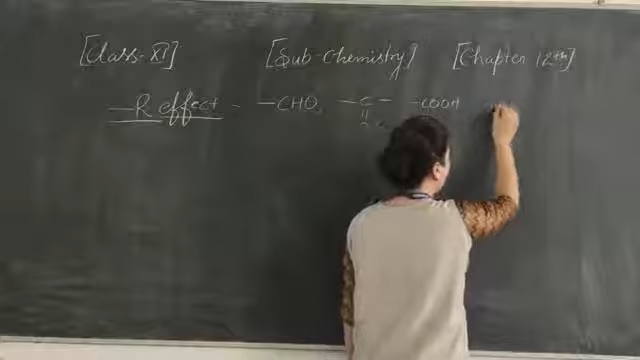 [Class-XI] [Sub-Chemistry] [Chapter 12th]
-R effect - -CHO, -C- -COOH
||
O